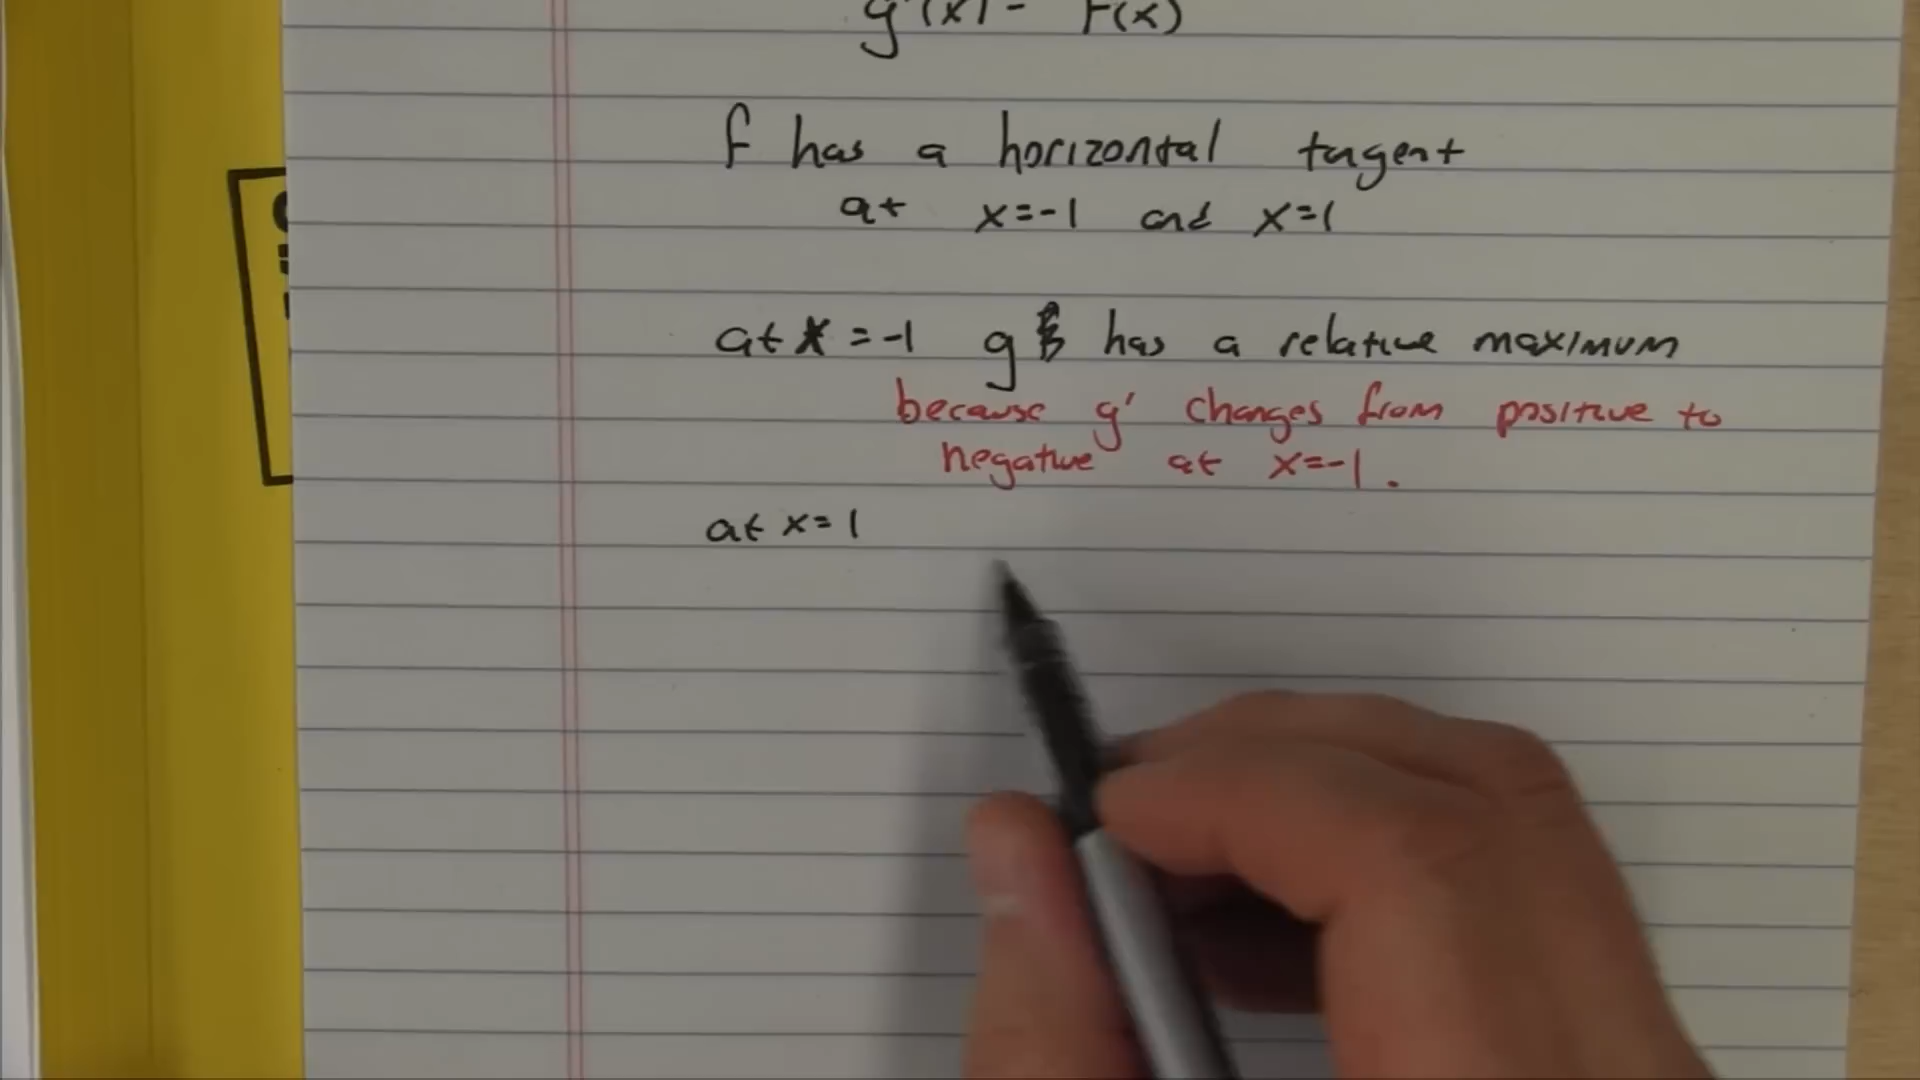 g'(x) = f(x)
f has a horizontal tagent
at x=-1 and x=1
at x=-1 g has a relative maximum
because g' changes from positive to
negative at x=-1.
at x=1